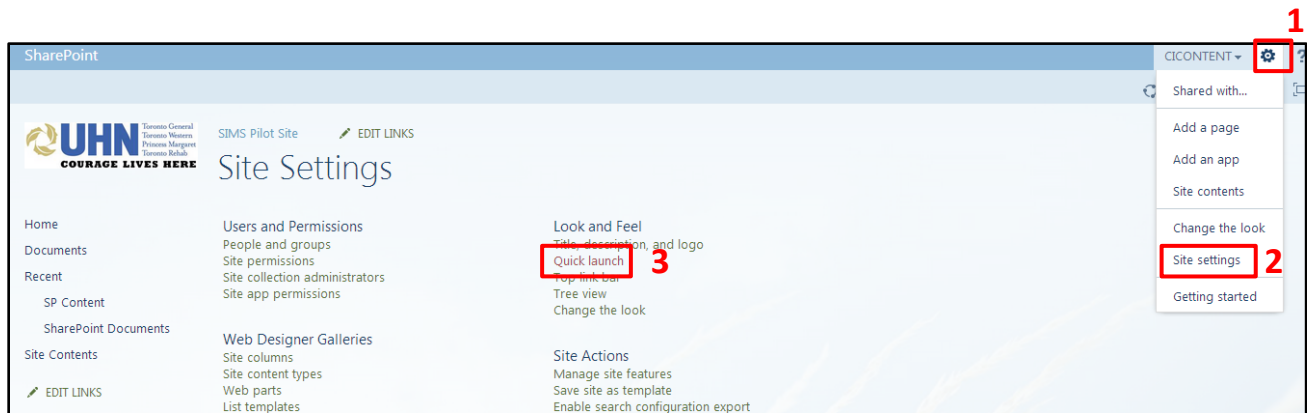 1
SharePoint
CICONTENT
?
Shared with...
Add a page
Add an app
Site contents
Change the look
Site settings
2
Getting started
UHN
Toronto General
Toronto Western
Princess Margaret
Toronto Rehab
COURAGE LIVES HERE
SIMS Pilot Site
EDIT LINKS
Site Settings
Home
Documents
Recent
SP Content
SharePoint Documents
Site Contents
EDIT LINKS
Users and Permissions
People and groups
Site permissions
Site collection administrators
Site app permissions
Web Designer Galleries
Site columns
Site content types
Web parts
List templates
Look and Feel
Title, description, and logo
Quick launch
3
Top link bar
Tree view
Change the look
Site Actions
Manage site features
Save site as template
Enable search configuration export